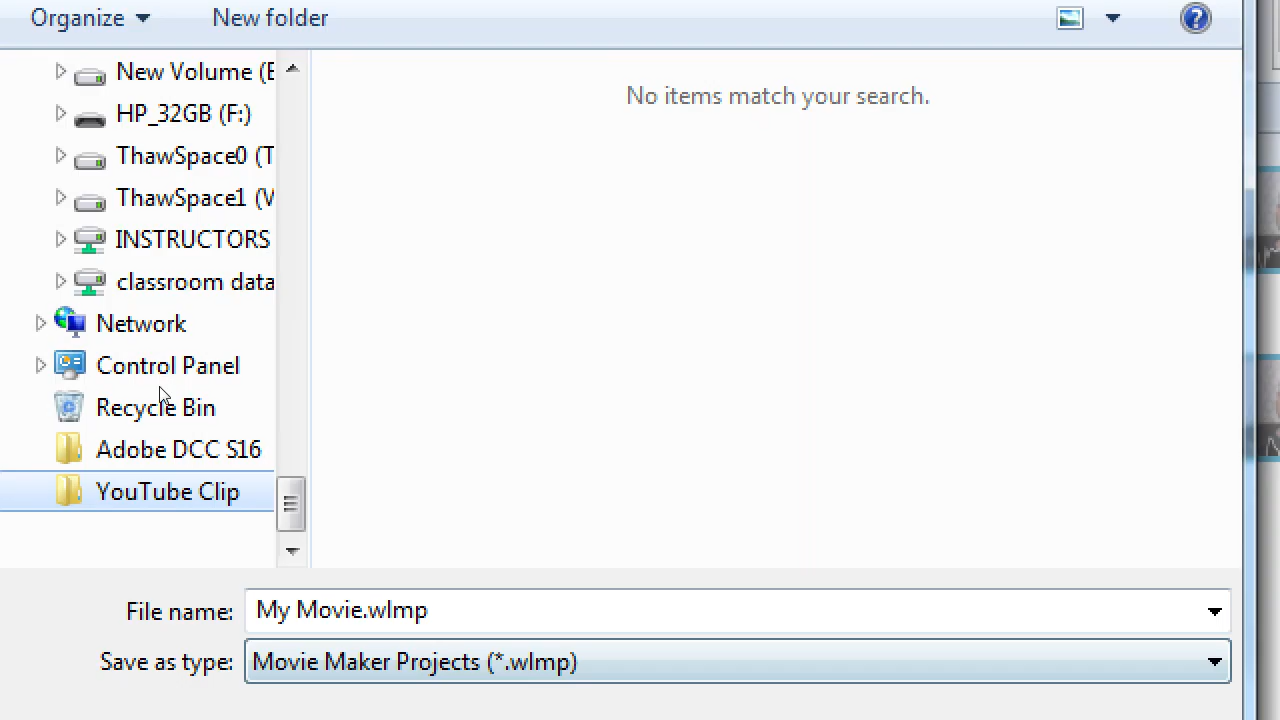 Organize New folder
New Volume (E
No items match your search.
HP_32GB (F:)
ThawSpace0 (T
ThawSpace1 (V
INSTRUCTORS
classroom data
Network
Control Panel
Recycle Bin
Adobe DCC S16
YouTube Clip
File name: My Movie.wlmp
Save as type: Movie Maker Projects (*.wlmp)